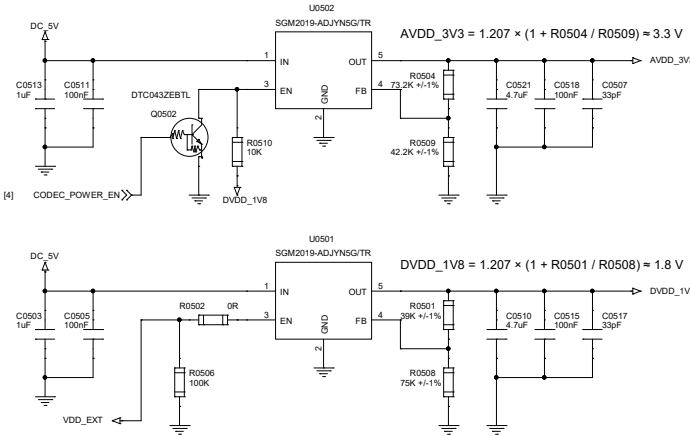 U0502
DC_5V
SGM2019-ADJYN5G/TR
AVDD_3V3 = 1.207 × (1 + R0504 / R0509) ≈ 3.3 V
1
IN
OUT
5
AVDD_3V3
C0513
1uF
C0511
100nF
DTC043ZEBTL
3
EN
GND
FB
4
R0504
73.2K +/-1%
C0521
4.7uF
C0518
100nF
C0507
33pF
Q0502
2
R0510
10K
R0509
42.2K +/-1%
[4]
CODEC_POWER_EN
DVDD_1V8
U0501
DC_5V
SGM2019-ADJYN5G/TR
DVDD_1V8 = 1.207 × (1 + R0501 / R0508) ≈ 1.8 V
1
IN
OUT
5
DVDD_1V
C0503
1uF
C0505
100nF
R0502
0R
3
EN
GND
FB
4
R0501
39K +/-1%
C0510
4.7uF
C0515
100nF
C0517
33pF
2
R0506
100K
R0508
75K +/-1%
VDD_EXT